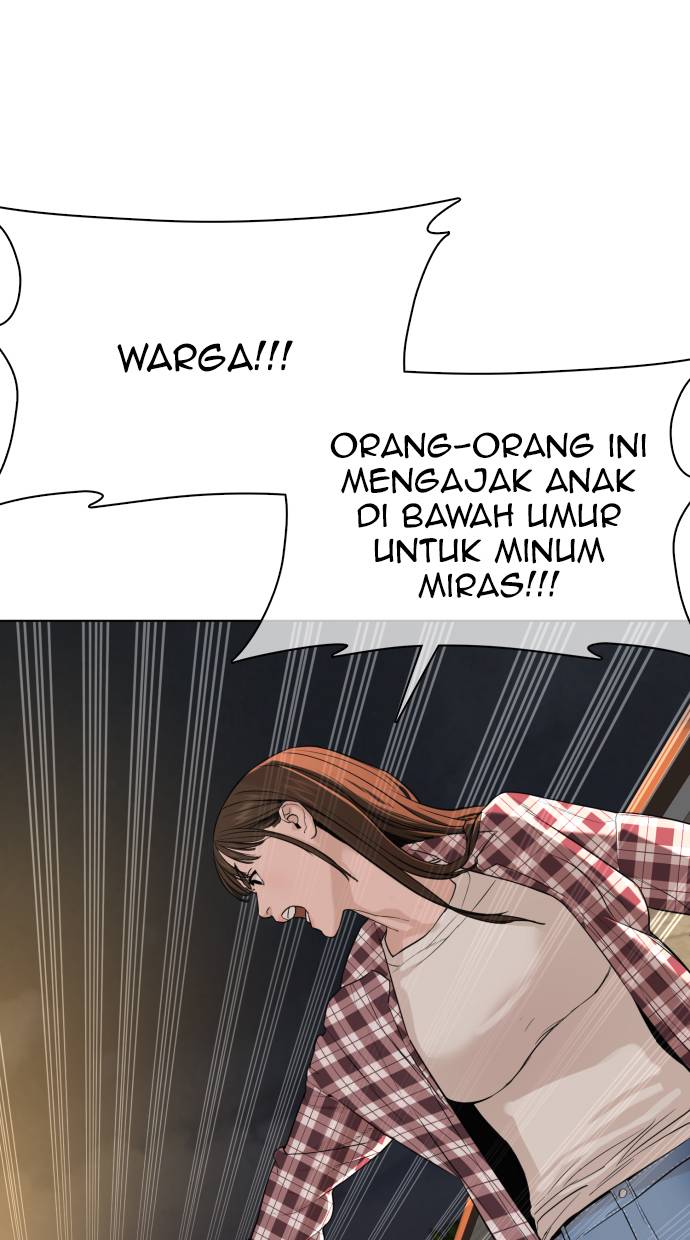 WARGA!!!
ORANG-ORANG INI
MENGAJAK ANAK
DI BAWAH UMUR
UNTUK MINUM
MIRAS!!!